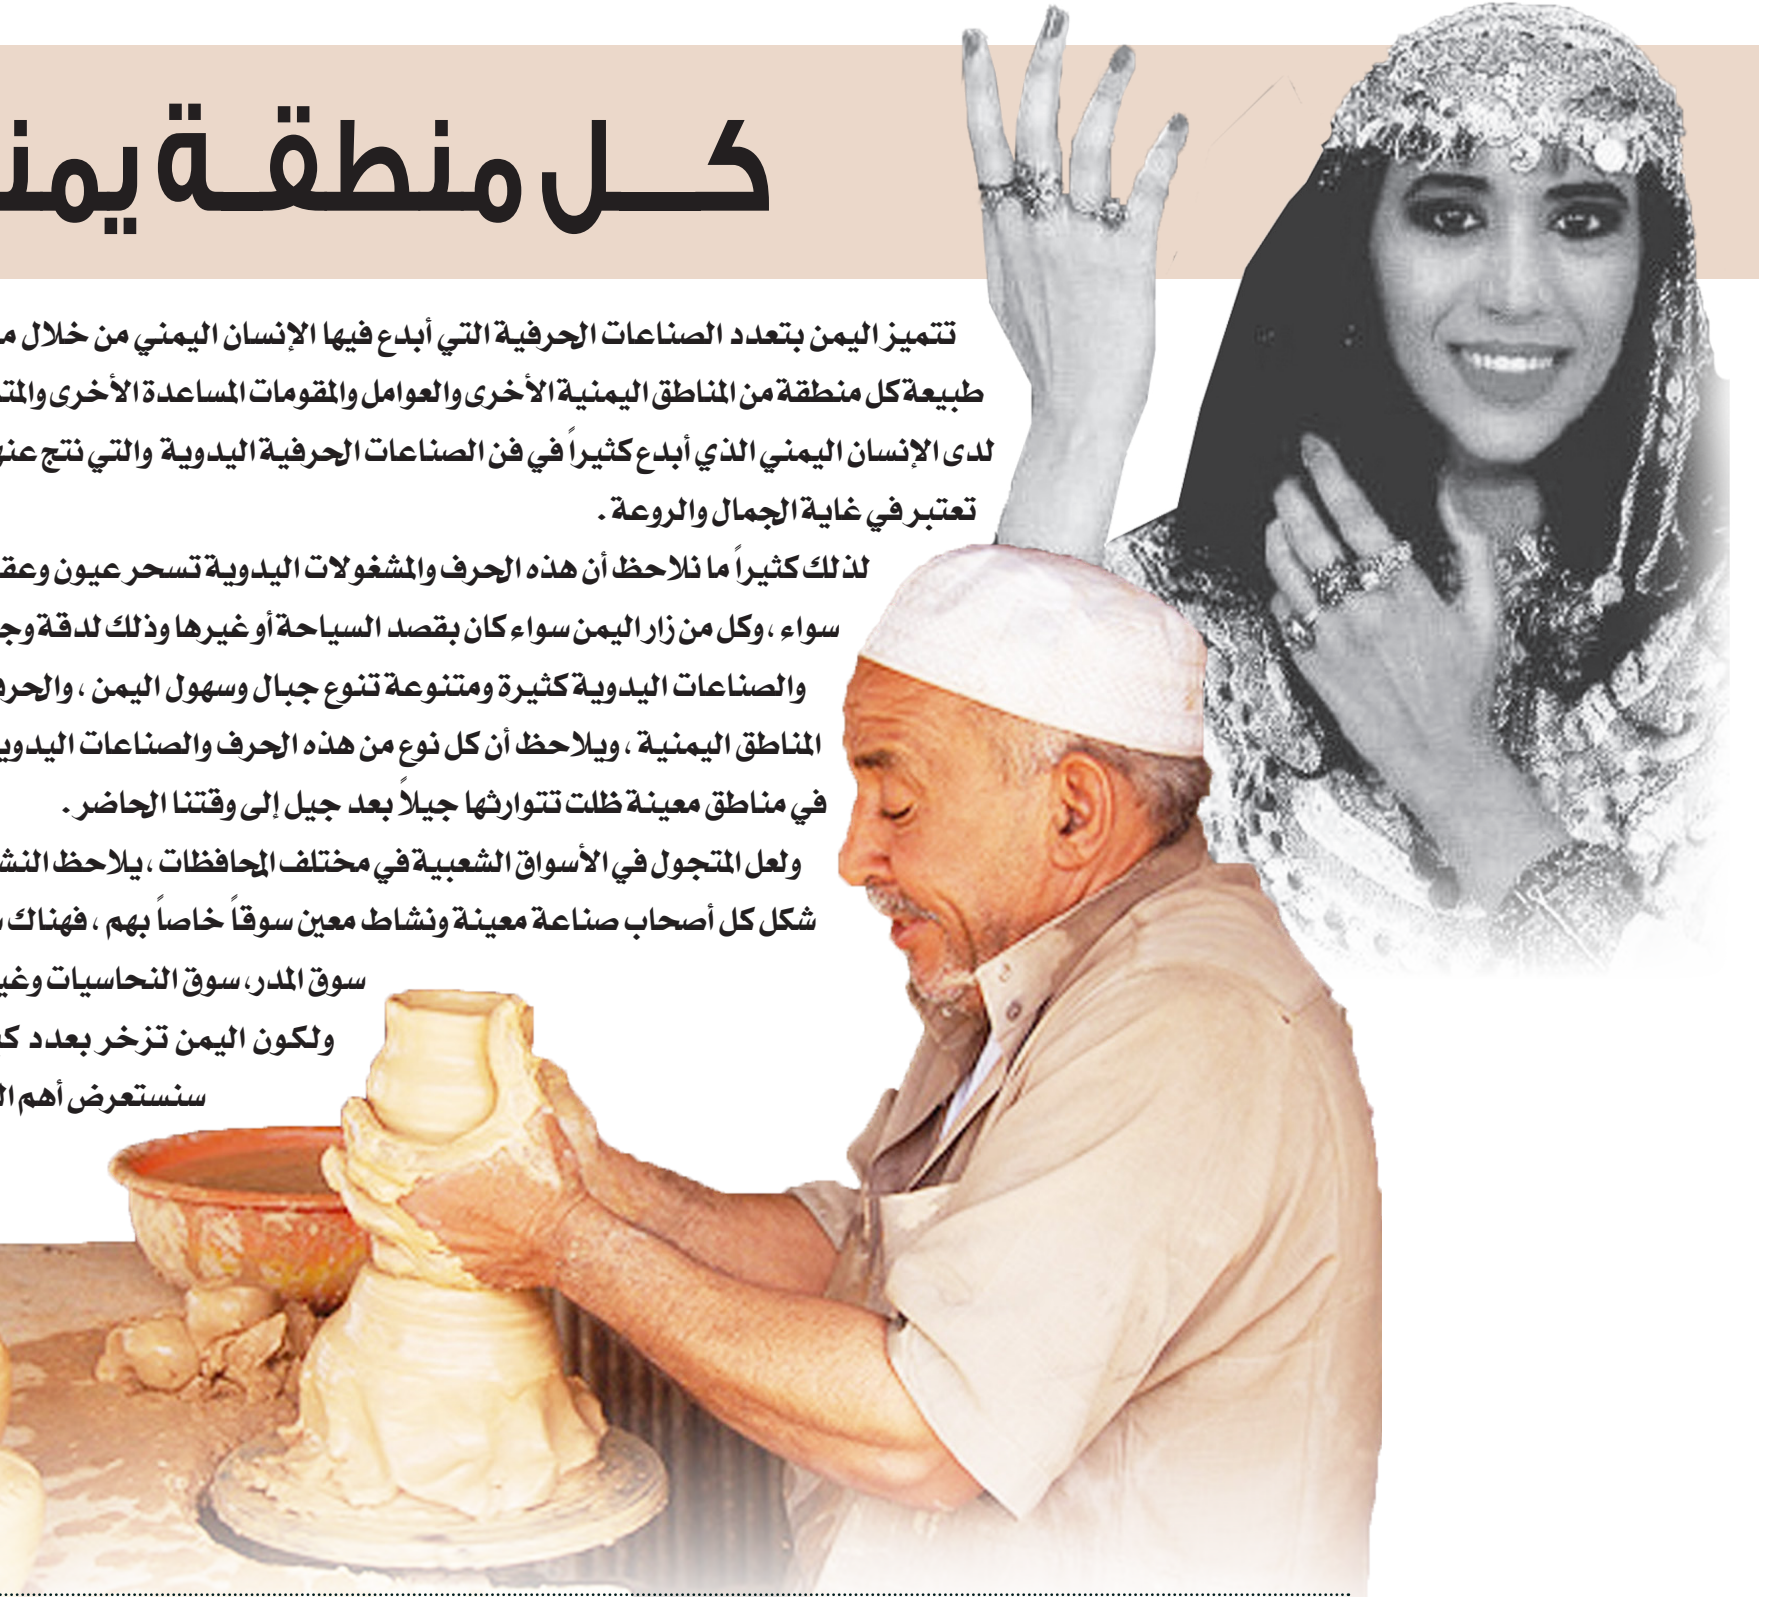 كل منطقة يمنـ
تتميز اليمن بتعدد الصناعات الحرفية التي أبدع فيها الإنسان اليمني من خلال
طبيعة كل منطقة من المناطق اليمنية الأخرى والعوامل والمقومات المساعدة الأخرى
لدى الإنسان اليمني الذي أبدع كثيراً في فن الصناعات الحرفية اليدوية والتي نتج
تعتبر في غاية الجمال والروعة .
لذلك كثيراً ما نلاحظ أن هذه الحرف والمشغولات اليدوية تسحر عيون
سواء ، وكل من زار اليمن سواء كان بقصد السياحة أو غيرها وذلك لدقة
والصناعات اليدوية كثيرة ومتنوعة تنوع جبال وسهول اليمن ،
المناطق اليمنية ، ويلاحظ أن كل نوع من هذه الحرف والصناعات
في مناطق معينة ظلت تتوارثها جيلاً بعد جيل إلى وقتنا الحاضر .
ولعل المتجول في الأسواق الشعبية في مختلف المحافظات ، يلاحظ
شكل كل أصحاب صناعة معينة ونشاط معين سوقاً خاصاً بهم ، فهناك
سوق المدر، سوق النحاسيات
ولكون اليمن تزخر بعدد
سنستعرض أهم